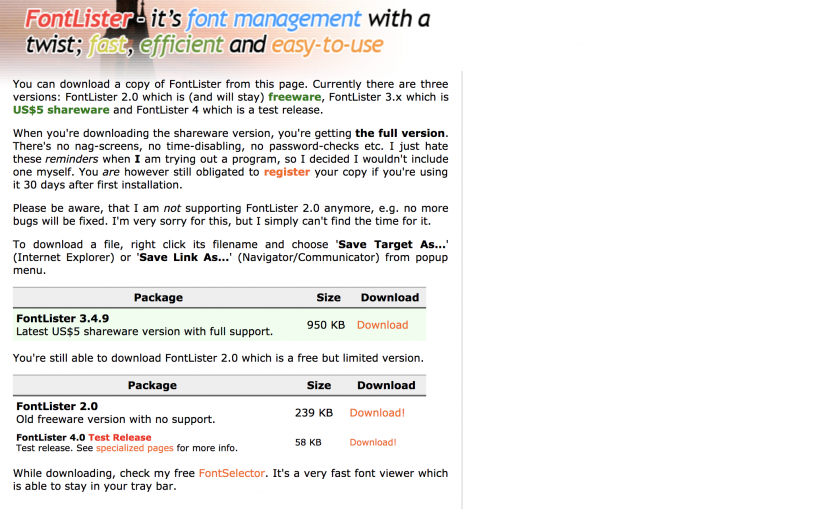 FontLister - it's font management with a
twist; fast, efficient and easy-to-use
You can download a copy of FontLister from this page. Currently there are three
versions: FontLister 2.0 which is (and will stay) freeware, FontLister 3.x which is
US$5 shareware and FontLister 4 which is a test release.
When you're downloading the shareware version, you're getting the full version.
There's no nag-screens, no time-disabling, no password-checks etc. I just hate
these reminders when I am trying out a program, so I decided I wouldn't include
one myself. You are however still obligated to register your copy if you're using
it 30 days after first installation.
Please be aware, that I am not supporting FontLister 2.0 anymore, e.g. no more
bugs will be fixed. I'm very sorry for this, but I simply can't find the time for it.
To download a file, right click its filename and choose 'Save Target As...'
(Internet Explorer) or 'Save Link As...' (Navigator/Communicator) from popup
menu.
Package Size Download
FontLister 3.4.9
Latest US$5 shareware version with full support. 950 KB Download
You're still able to download FontLister 2.0 which is a free but limited version.
Package Size Download
FontLister 2.0
Old freeware version with no support. 239 KB Download!
FontLister 4.0 Test Release
Test release. See specialized pages for more info. 58 KB Download!
While downloading, check my free FontSelector. It's a very fast font viewer which
is able to stay in your tray bar.